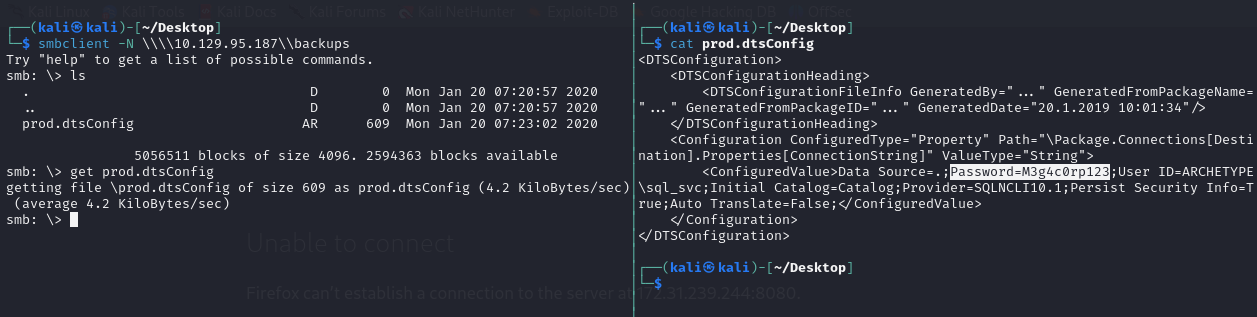 Kali Linux Kali Tools Kali Docs Kali Forums Kali NetHunter Exploit-DB Google Hacking DB OffSec
┌──(kali㉿kali)-[~/Desktop]
└─$ smbclient -N \\\\10.129.95.187\\backups
Try "help" to get a list of possible commands.
smb: \> ls
  .                                   D        0  Mon Jan 20 07:20:57 2020
  ..                                  D        0  Mon Jan 20 07:20:57 2020
  prod.dtsConfig                     AR      609  Mon Jan 20 07:23:02 2020
5056511 blocks of size 4096. 2594363 blocks available
smb: \> get prod.dtsConfig
getting file \prod.dtsConfig of size 609 as prod.dtsConfig (4.2 KiloBytes/sec)
 (average 4.2 KiloBytes/sec)
smb: \>
Unable to connect
Firefox can't establish a connection to the server at 172.31.239.244:8080.
┌──(kali㉿kali)-[~/Desktop]
└─$ cat prod.dtsConfig
<DTSConfiguration>
    <DTSConfigurationHeading>
        <DTSConfigurationFileInfo GeneratedBy="..." GeneratedFromPackageName=
"..." GeneratedFromPackageID="..." GeneratedDate="20.1.2019 10:01:34"/>
    </DTSConfigurationHeading>
    <Configuration ConfiguredType="Property" Path="\Package.Connections[Desti
nation].Properties[ConnectionString]" ValueType="String">
        <ConfiguredValue>Data Source=.;Password=M3g4c0rp123;User ID=ARCHETYPE
\sql_svc;Initial Catalog=Catalog;Provider=SQLNCLI10.1;Persist Security Info=T
rue;Auto Translate=False;</ConfiguredValue>
    </Configuration>
</DTSConfiguration>
┌──(kali㉿kali)-[~/Desktop]
└─$